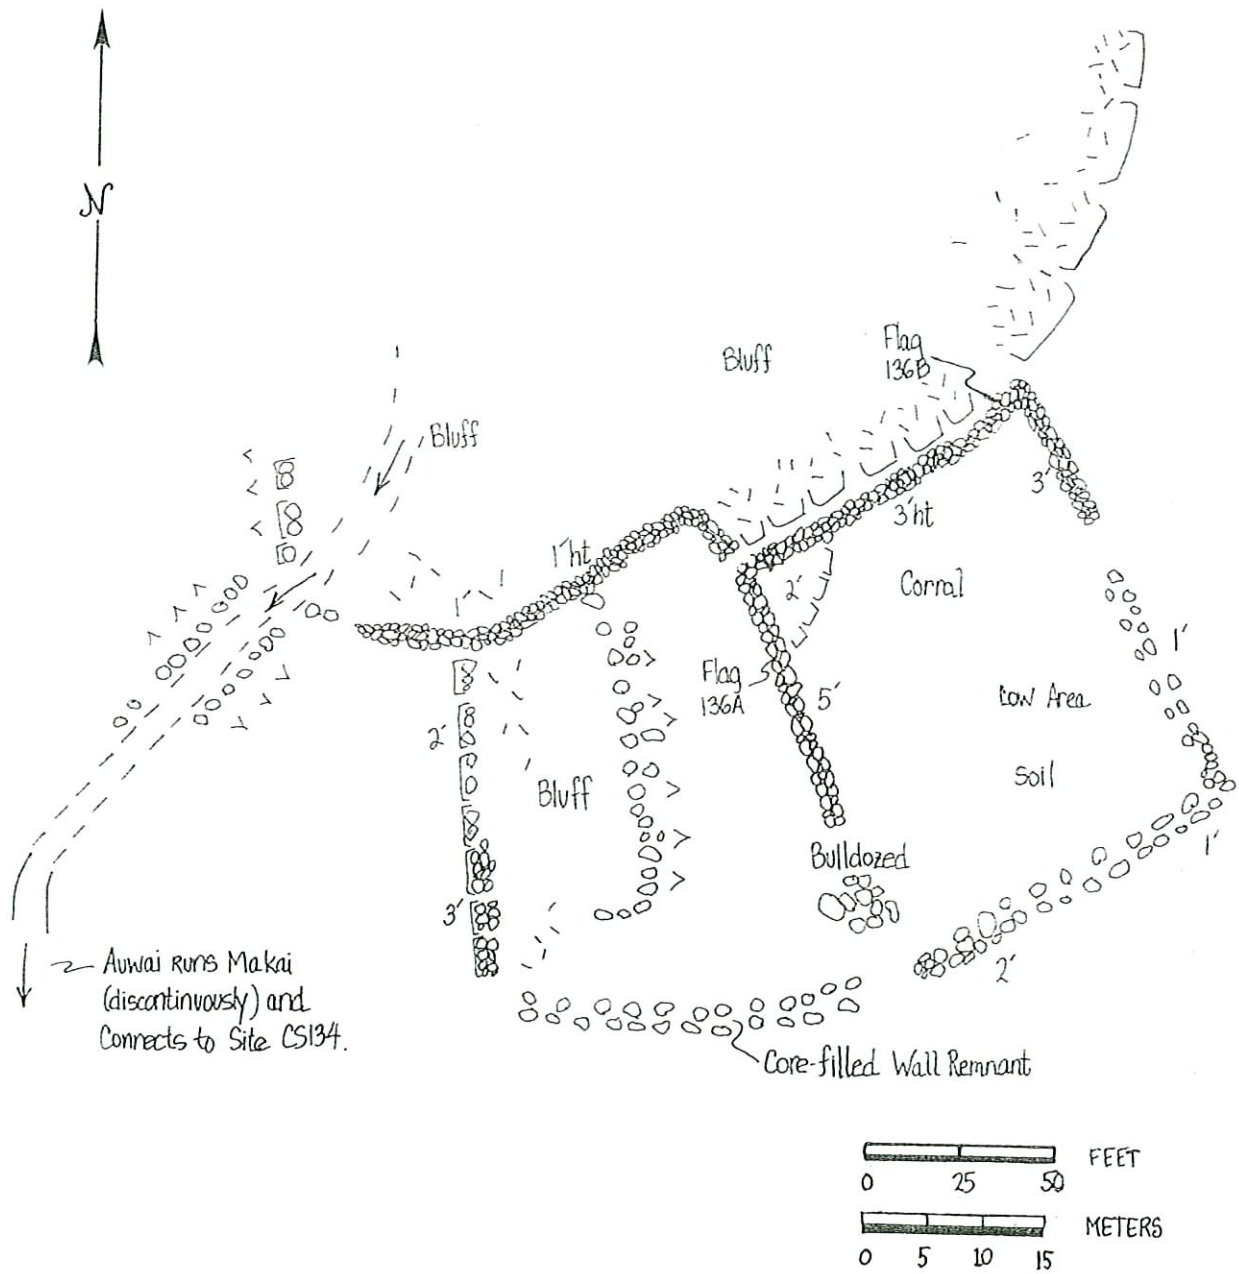 N
Bluff
Flag
136B
Bluff
3'
3'ht
1'ht
2'
Corral
1'
Flag
136A
5'
Cow Area
2'
Soil
Bluff
1'
Bulldozed
3'
2'
Auwai Runs Makai
(discontinuously) and
Connects to Site CS134.
Core-filled Wall Remnant
FEET
0 25 50
METERS
0 5 10 15